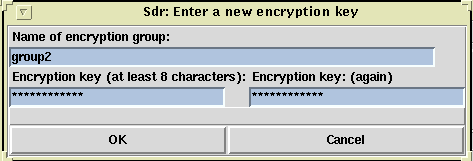 Sdr: Enter a new encryption key
Name of encryption group:
group2
Encryption key (at least 8 characters): Encryption key: (again)
************ ************
OK Cancel